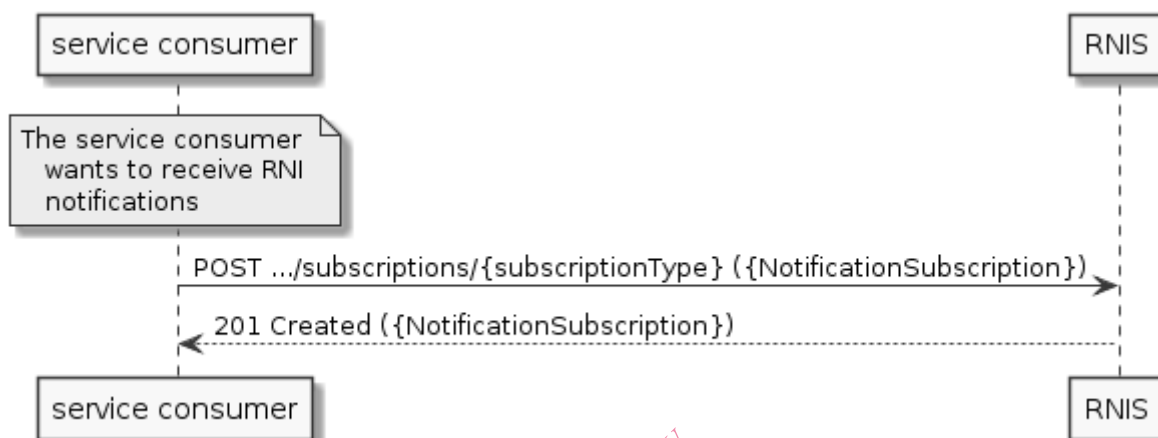 service consumer
RNIS
The service consumer
wants to receive RNI
notifications
POST .../subscriptions/{subscriptionType} ({NotificationSubscription})
201 Created ({NotificationSubscription})
service consumer
RNIS